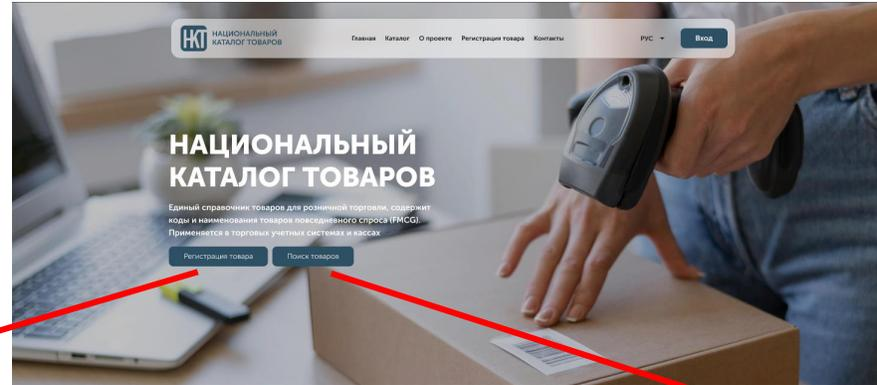 НКТ
НАЦИОНАЛЬНЫЙ
КАТАЛОГ ТОВАРОВ
Главная Каталог О проекте Регистрация товара Контакты
РУС
Вход
НАЦИОНАЛЬНЫЙ
КАТАЛОГ ТОВАРОВ
Единый справочник товаров для розничной торговли, содержит
коды и наименования товаров повседневного спроса (FMCG).
Применяется в торговых учетных системах и кассах
Регистрация товара Поиск товаров